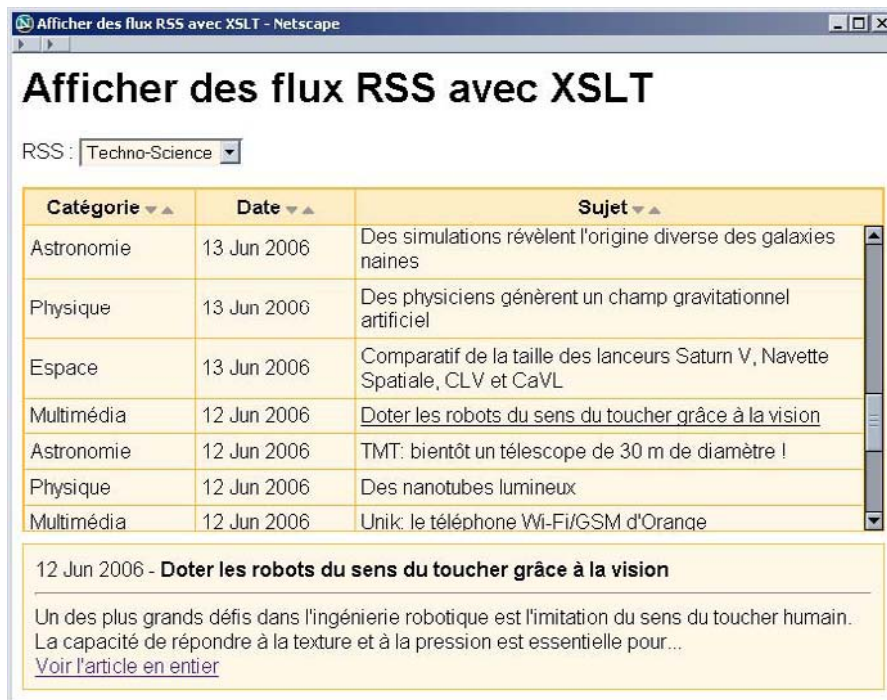 Afficher des flux RSS avec XSLT - Netscape
Afficher des flux RSS avec XSLT
RSS : Techno-Science
Catégorie Date Sujet
Astronomie 13 Jun 2006 Des simulations révèlent l'origine diverse des galaxies
naines
Physique 13 Jun 2006 Des physiciens génèrent un champ gravitationnel
artificiel
Espace 13 Jun 2006 Comparatif de la taille des lanceurs Saturn V, Navette
Spatiale, CLV et CaVL
Multimédia 12 Jun 2006 Doter les robots du sens du toucher grâce à la vision
Astronomie 12 Jun 2006 TMT: bientôt un télescope de 30 m de diamètre !
Physique 12 Jun 2006 Des nanotubes lumineux
Multimédia 12 Jun 2006 Unik: le téléphone Wi-Fi/GSM d'Orange
12 Jun 2006 - Doter les robots du sens du toucher grâce à la vision
Un des plus grands défis dans l'ingénierie robotique est l'imitation du sens du toucher humain.
La capacité de répondre à la texture et à la pression est essentielle pour...
Voir l'article en entier